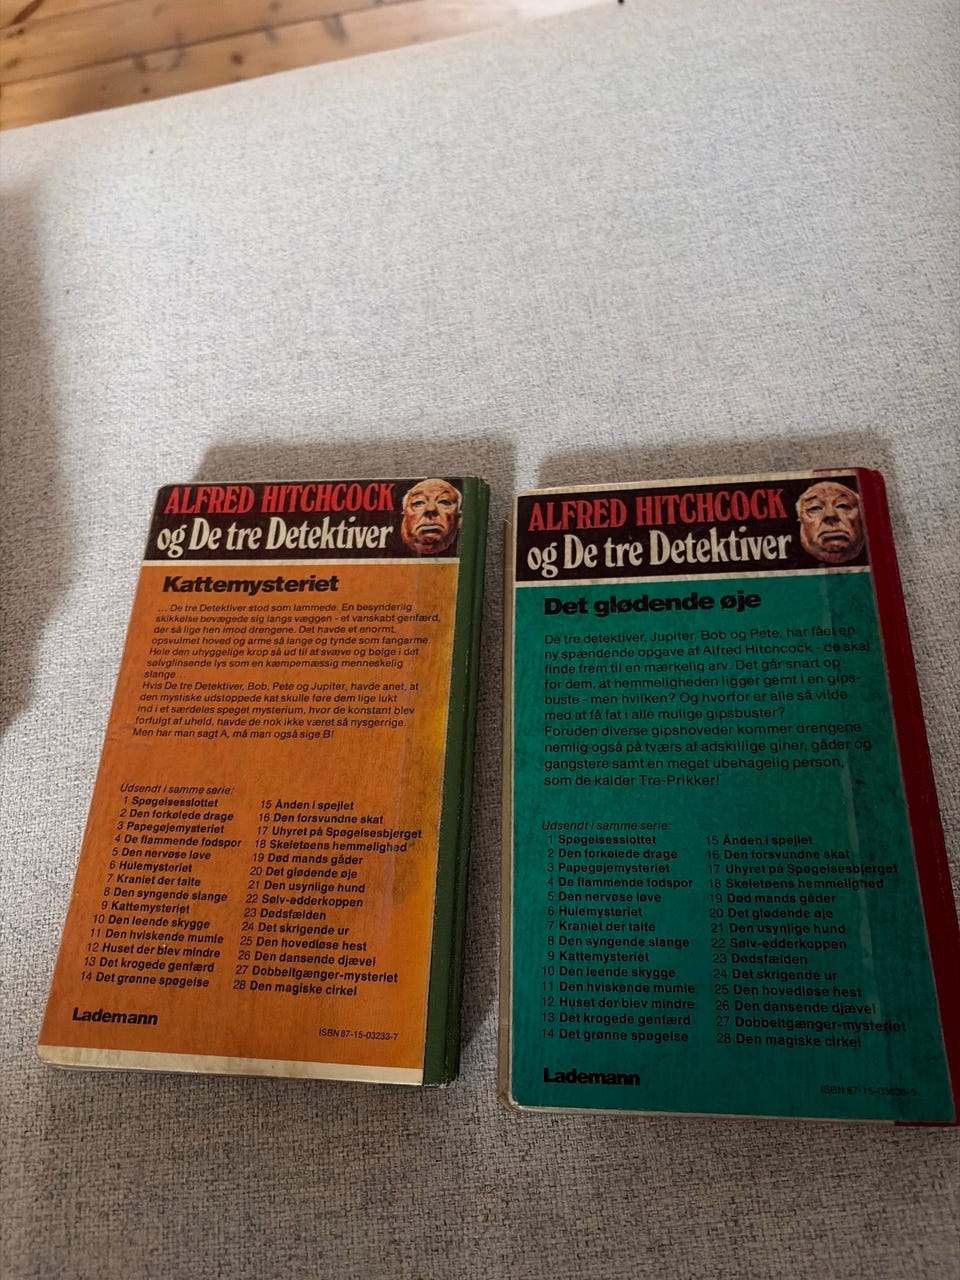 ALFRED HITCHCOCK
og De tre Detektiver
Kattemysteriet
... De tre Detektiver stod som lammede. En besynderlig
skikkelse bevægede sig langs væggen - et vanskabt genfærd,
der så lige hen imod drengene. Det havde et enormt,
opsvulmet hoved og arme så lange og tynde som fangarme.
Hele den uhyggelige krop så ud til at svæve og bølge i det
sølvglinsende lys som en kæmpemæssig menneskelig
slange...
Hvis De tre Detektiver, Bob, Pete og Jupiter, havde anet, at
den mystiske udstoppede kat skulle føre dem lige lukt
ind i et særdeles speget mysterium, hvor de konstant blev
forfulgt af uheld, havde de nok ikke været så nysgerrige.
Men har man sagt A, må man også sige B!
Udsendt i samme serie:
1 Spøgelsesslottet
2 Den forkølede drage
3 Papegøjemysteriet
4 De flammende fodspor
5 Den nervøse løve
6 Hulemysteriet
7 Kraniet der talte
8 Den syngende slange
9 Kattemysteriet
10 Den leende skygge
11 Den hviskende mumie
12 Huset der blev mindre
13 Det krogede genfærd
14 Det grønne spøgelse
15 Ånden i spejlet
16 Den forsvundne skat
17 Uhyret på Spøgelsesbjerget
18 Skeletøens hemmelighed
19 Død mands gåder
20 Det glødende øje
21 Den usynlige hund
22 Sølv-edderkoppen
23 Dødsfælden
24 Det skrigende ur
25 Den hovedløse hest
26 Den dansende djævel
27 Dobbeltgænger-mysteriet
28 Den magiske cirkel
Lademann
ISBN 87-15-03233-7
ALFRED HITCHCOCK
og De tre Detektiver
Det glødende øje
De tre detektiver, Jupiter, Bob og Pete, har fået en
ny spændende opgave af Alfred Hitchcock - de skal
finde frem til en mærkelig arv. Det går snart op
for dem, at hemmeligheden ligger gemt i en gips-
buste - men hvilken? Og hvorfor er alle så vilde
med at få fat i alle mulige gipsbuster?
Foruden diverse gipshoveder kommer drengene
nemlig også på tværs af adskillige giner, gåder og
gangstere samt en meget ubehagelig person,
som de kalder Tre-Prikker!
Udsendt i samme serie:
1 Spøgelsesslottet
2 Den forkølede drage
3 Papegøjemysteriet
4 De flammende fodspor
5 Den nervøse løve
6 Hulemysteriet
7 Kraniet der talte
8 Den syngende slange
9 Kattemysteriet
10 Den leende skygge
11 Den hviskende mumie
12 Huset der blev mindre
13 Det krogede genfærd
14 Det grønne spøgelse
15 Ånden i spejlet
16 Den forsvundne skat
17 Uhyret på Spøgelsesbjerget
18 Skeletøens hemmelighed
19 Død mands gåder
20 Det glødende øje
21 Den usynlige hund
22 Sølv-edderkoppen
23 Dødsfælden
24 Det skrigende ur
25 Den hovedløse hest
26 Den dansende djævel
27 Dobbeltgænger-mysteriet
28 Den magiske cirkel
Lademann
ISBN